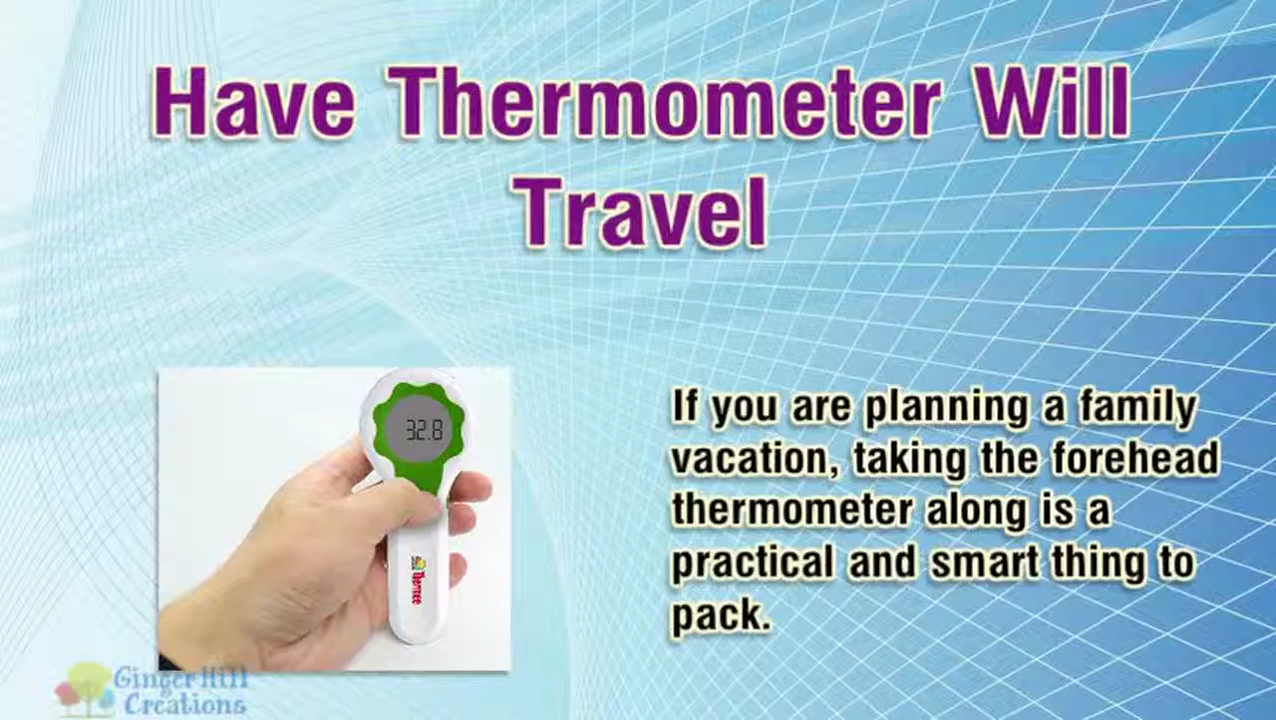 Have Thermometer Will
Travel
32.8
If you are planning a family
vacation, taking the forehead
thermometer along is a
practical and smart thing to
pack.
Ginger Hill
Creations